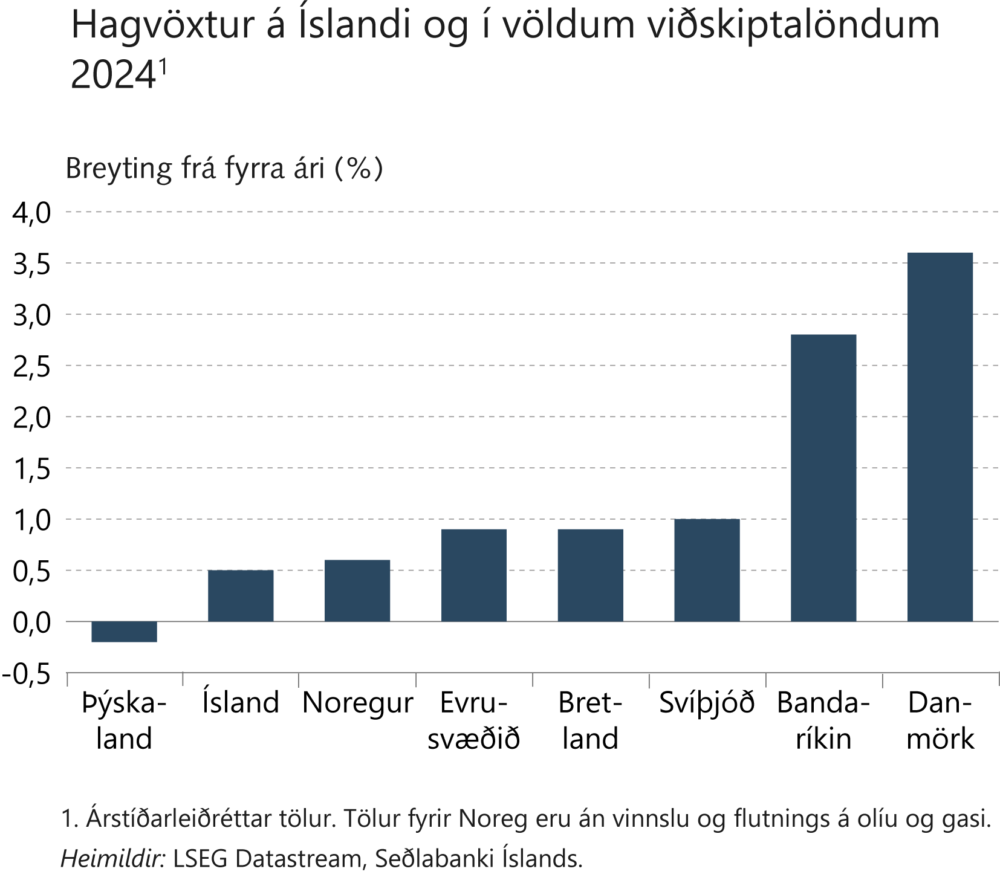 Hagvöxtur á Íslandi og í völdum viðskiptalöndum
2024¹
Breyting frá fyrra ári (%)
4,0
3,5
3,0
2,5
2,0
1,5
1,0
0,5
0,0
-0,5
Þýska-
land
Ísland
Noregur
Evru-
svæðið
Bret-
land
Svíþjóð
Banda-
ríkin
Dan-
mörk
1. Árstíðarleiðréttar tölur. Tölur fyrir Noreg eru án vinnslu og flutnings á olíu og gasi.
Heimildir: LSEG Datastream, Seðlabanki Íslands.